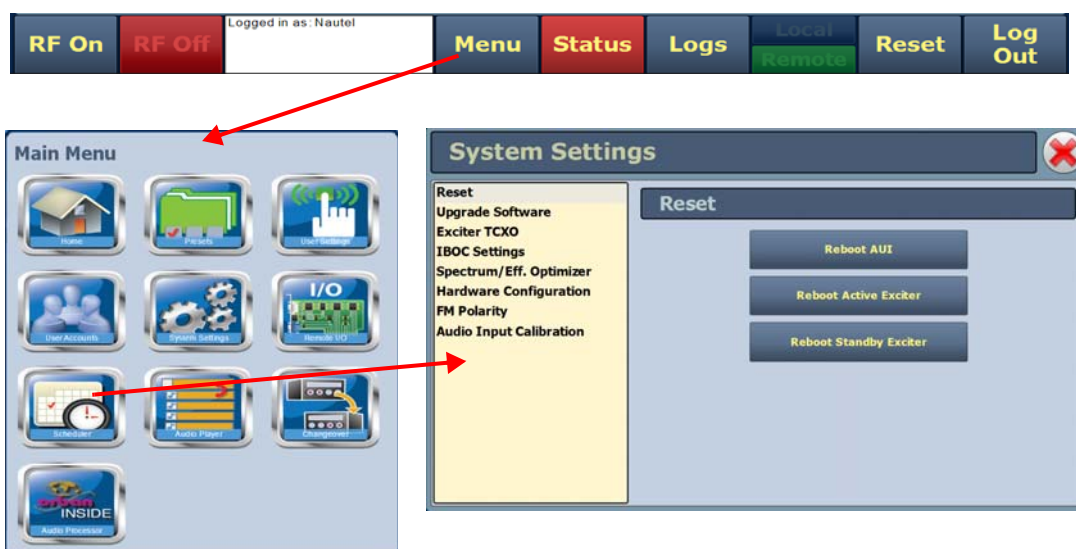 RF On
RF Off
Logged in as: Nautel
Menu
Status
Logs
Local
Remote
Reset
Log
Out
Main Menu
Home
Presets
User Settings
User Accounts
System Settings
I/O
Remote I/O
Scheduler
Audio Player
Changeover
orban
INSIDE
Audio Processor
System Settings
Reset
Upgrade Software
Exciter TCXO
IBOC Settings
Spectrum/Eff. Optimizer
Hardware Configuration
FM Polarity
Audio Input Calibration
Reset
Reboot AUI
Reboot Active Exciter
Reboot Standby Exciter